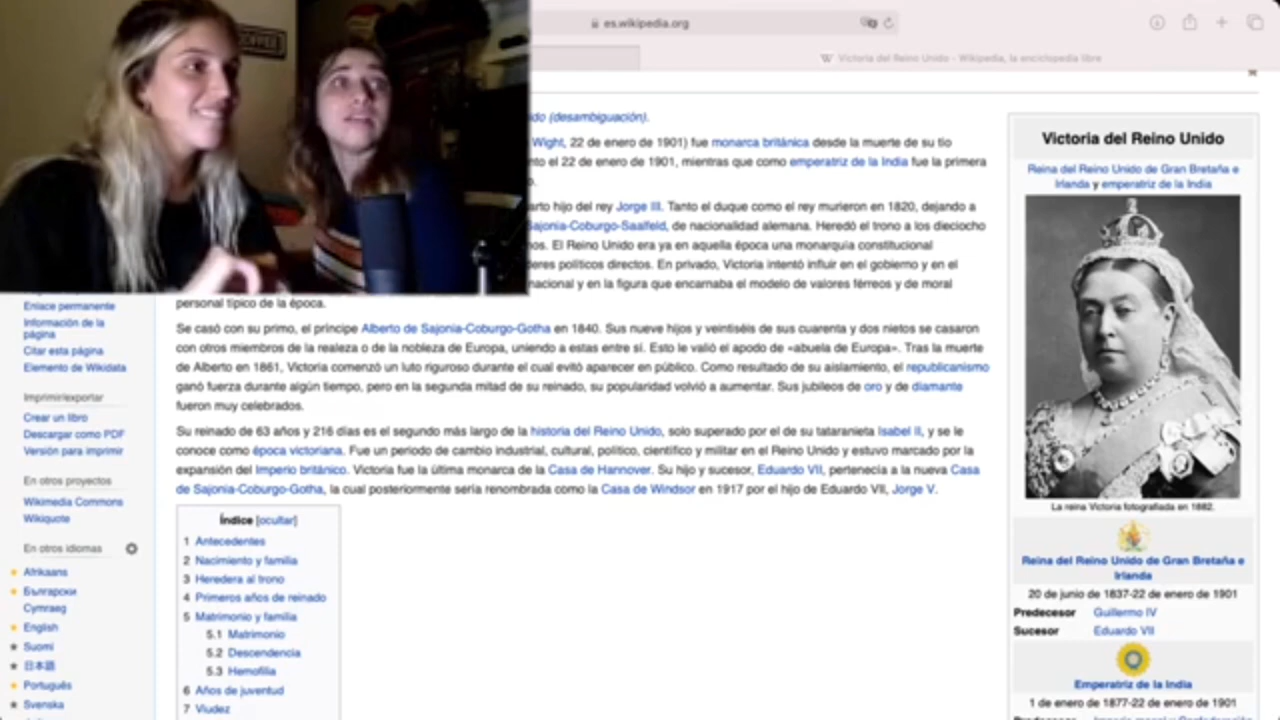 COFFEE
es.wikipedia.org
Victoria del Reino Unido - Wikipedia, la enciclopedia libre
ido (desambiguación).
Wight, 22 de enero de 1901) fue monarca británica desde la muerte de su tío
nto el 22 de enero de 1901, mientras que como emperatriz de la India fue la primera
arto hijo del rey Jorge III. Tanto el duque como el rey murieron en 1820, dejando a
Sajonia-Coburgo-Saalfeld, de nacionalidad alemana. Heredó el trono a los dieciocho
nos. El Reino Unido era ya en aquella época una monarquía constitucional
deres políticos directos. En privado, Victoria intentó influir en el gobierno y en el
nacional y en la figura que encarnaba el modelo de valores férreos y de moral
personal típico de la época.
Se casó con su primo, el príncipe Alberto de Sajonia-Coburgo-Gotha en 1840. Sus nueve hijos y veintiséis de sus cuarenta y dos nietos se casaron
con otros miembros de la realeza o de la nobleza de Europa, uniendo a estas entre sí. Esto le valió el apodo de «abuela de Europa». Tras la muerte
de Alberto en 1861, Victoria comenzó un luto riguroso durante el cual evitó aparecer en público. Como resultado de su aislamiento, el republicanismo
ganó fuerza durante algún tiempo, pero en la segunda mitad de su reinado, su popularidad volvió a aumentar. Sus jubileos de oro y de diamante
fueron muy celebrados.
Su reinado de 63 años y 216 días es el segundo más largo de la historia del Reino Unido, solo superado por el de su tataranieta Isabel II, y se le
conoce como época victoriana. Fue un periodo de cambio industrial, cultural, político, científico y militar en el Reino Unido y estuvo marcado por la
expansión del Imperio británico. Victoria fue la última monarca de la Casa de Hannover. Su hijo y sucesor, Eduardo VII, pertenecía a la nueva Casa
de Sajonia-Coburgo-Gotha, la cual posteriormente sería renombrada como la Casa de Windsor en 1917 por el hijo de Eduardo VII, Jorge V.
Índice [ocultar]
1 Antecedentes
2 Nacimiento y familia
3 Heredera al trono
4 Primeros años de reinado
5 Matrimonio y familia
5.1 Matrimonio
5.2 Descendencia
5.3 Hemofilia
6 Años de juventud
7 Viudez
Enlace permanente
Información de la
página
Citar esta página
Elemento de Wikidata
Imprimir/exportar
Crear un libro
Descargar como PDF
Versión para imprimir
En otros proyectos
Wikimedia Commons
Wikiquote
En otros idiomas
Afrikaans
Български
Cymraeg
English
Suomi
日本語
Português
Svenska
Victoria del Reino Unido
Reina del Reino Unido de Gran Bretaña e
Irlanda y emperatriz de la India
La reina Victoria fotografiada en 1882.
Reina del Reino Unido de Gran Bretaña e
Irlanda
20 de junio de 1837-22 de enero de 1901
Predecesor Guillermo IV
Sucesor Eduardo VII
Emperatriz de la India
1 de enero de 1877-22 de enero de 1901